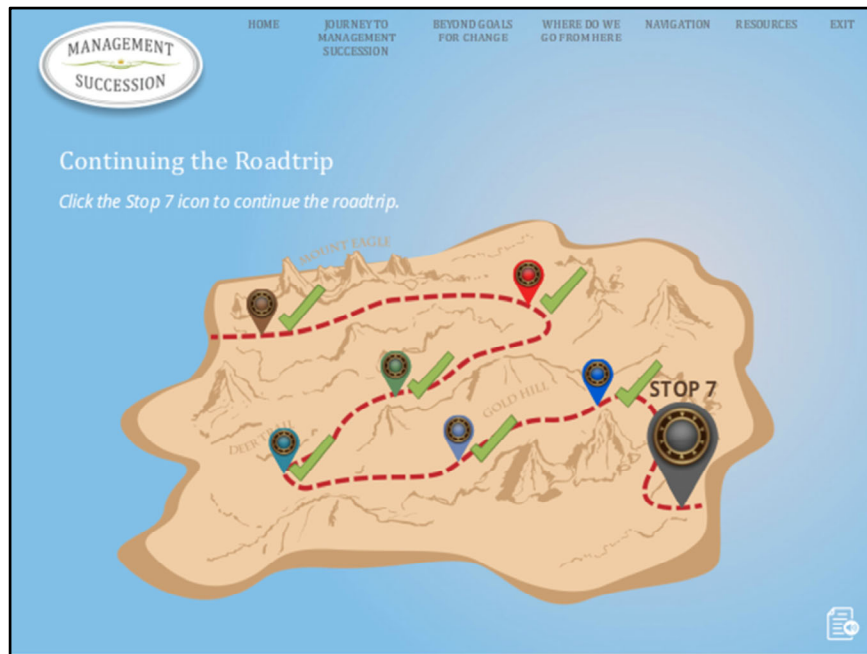 HOME
JOURNEY TO
MANAGEMENT
SUCCESSION
BEYOND GOALS
FOR CHANGE
WHERE DO WE
GO FROM HERE
NAVIGATION
RESOURCES
EXIT
MANAGEMENT
SUCCESSION
Continuing the Roadtrip
Click the Stop 7 icon to continue the roadtrip.
MOUNT EAGLE
STOP 7
GOLD HILL
DEER TRAIL